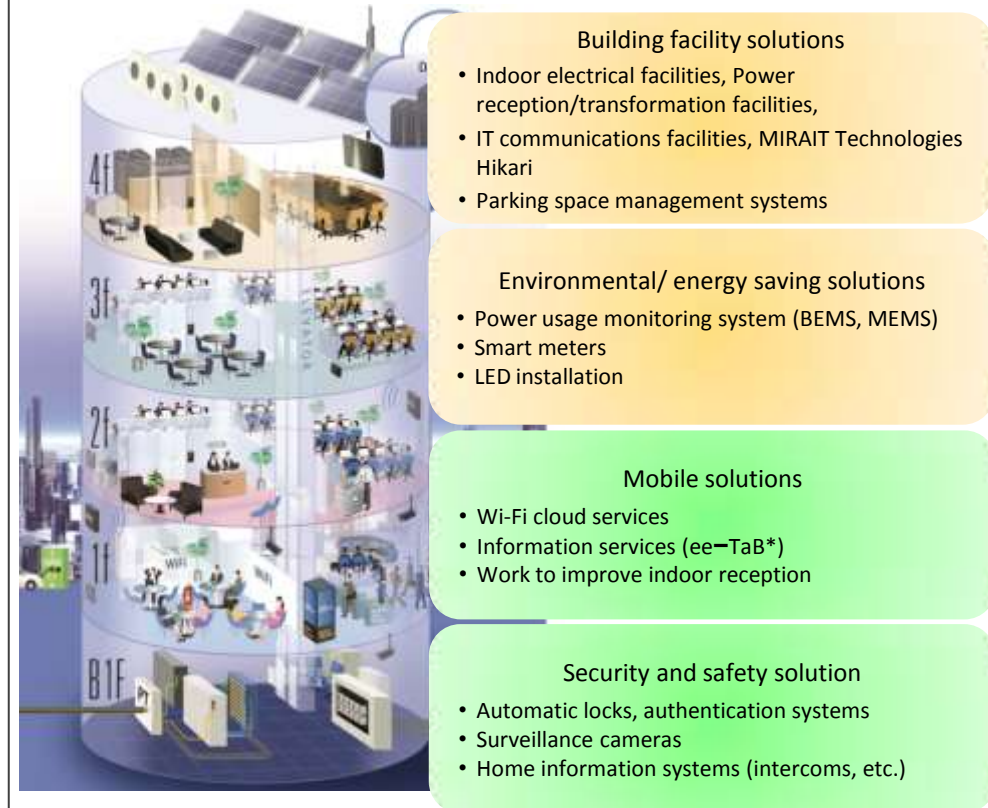 Building facility solutions
• Indoor electrical facilities, Power
reception/transformation facilities,
• IT communications facilities, MIRAIT Technologies
Hikari
• Parking space management systems
Environmental/ energy saving solutions
• Power usage monitoring system (BEMS, MEMS)
• Smart meters
• LED installation
Mobile solutions
• Wi-Fi cloud services
• Information services (ee–TaB*)
• Work to improve indoor reception
Security and safety solution
• Automatic locks, authentication systems
• Surveillance cameras
• Home information systems (intercoms, etc.)
4f
3f
2f
1f
WiFi
WiFi
B1F